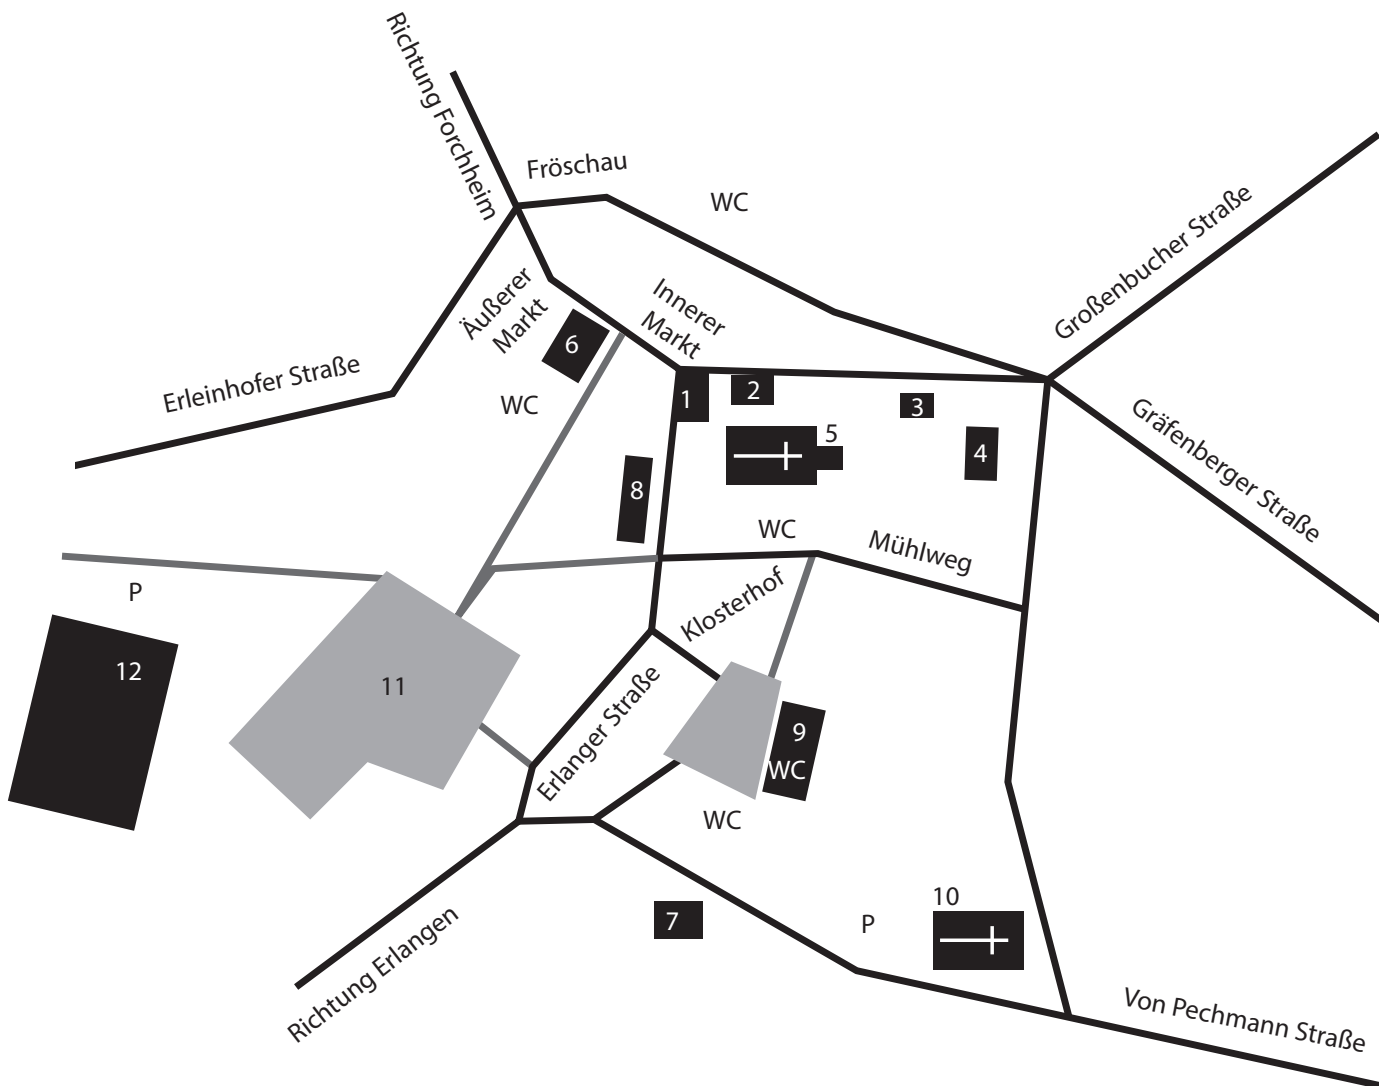 Richtung Forchheim
Fröschau
WC
Großenbucher Straße
Äußerer
Markt
Innerer
Markt
6
Erleinhofer Straße
WC
1
2
3
Gräfenberger Straße
5
4
8
WC
Mühlweg
P
Klosterhof
12
11
Erlanger Straße
9
WC
WC
10
7
P
Richtung Erlangen
Von Pechmann Straße